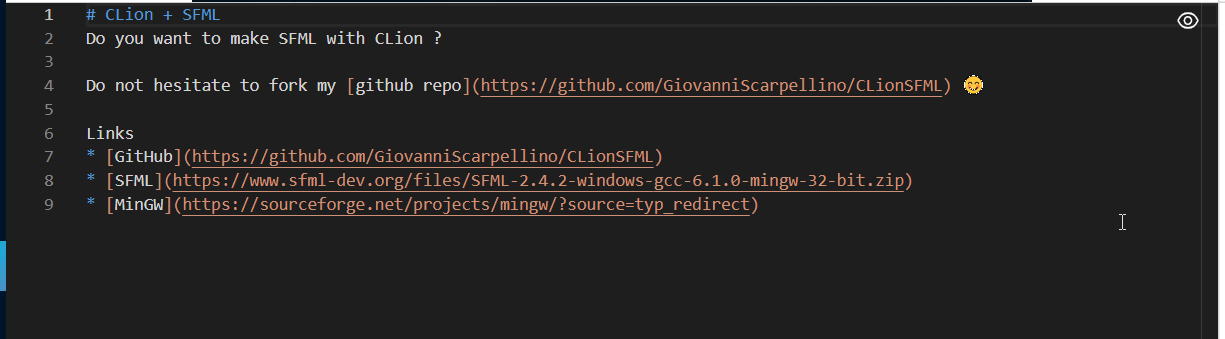 1 # CLion + SFML
2 Do you want to make SFML with CLion ?
3
4 Do not hesitate to fork my [github repo](https://github.com/GiovanniScarpellino/CLionSFML) 😊
5
6 Links
7 * [GitHub](https://github.com/GiovanniScarpellino/CLionSFML)
8 * [SFML](https://www.sfml-dev.org/files/SFML-2.4.2-windows-gcc-6.1.0-mingw-32-bit.zip)
9 * [MinGW](https://sourceforge.net/projects/mingw/?source=typ_redirect)